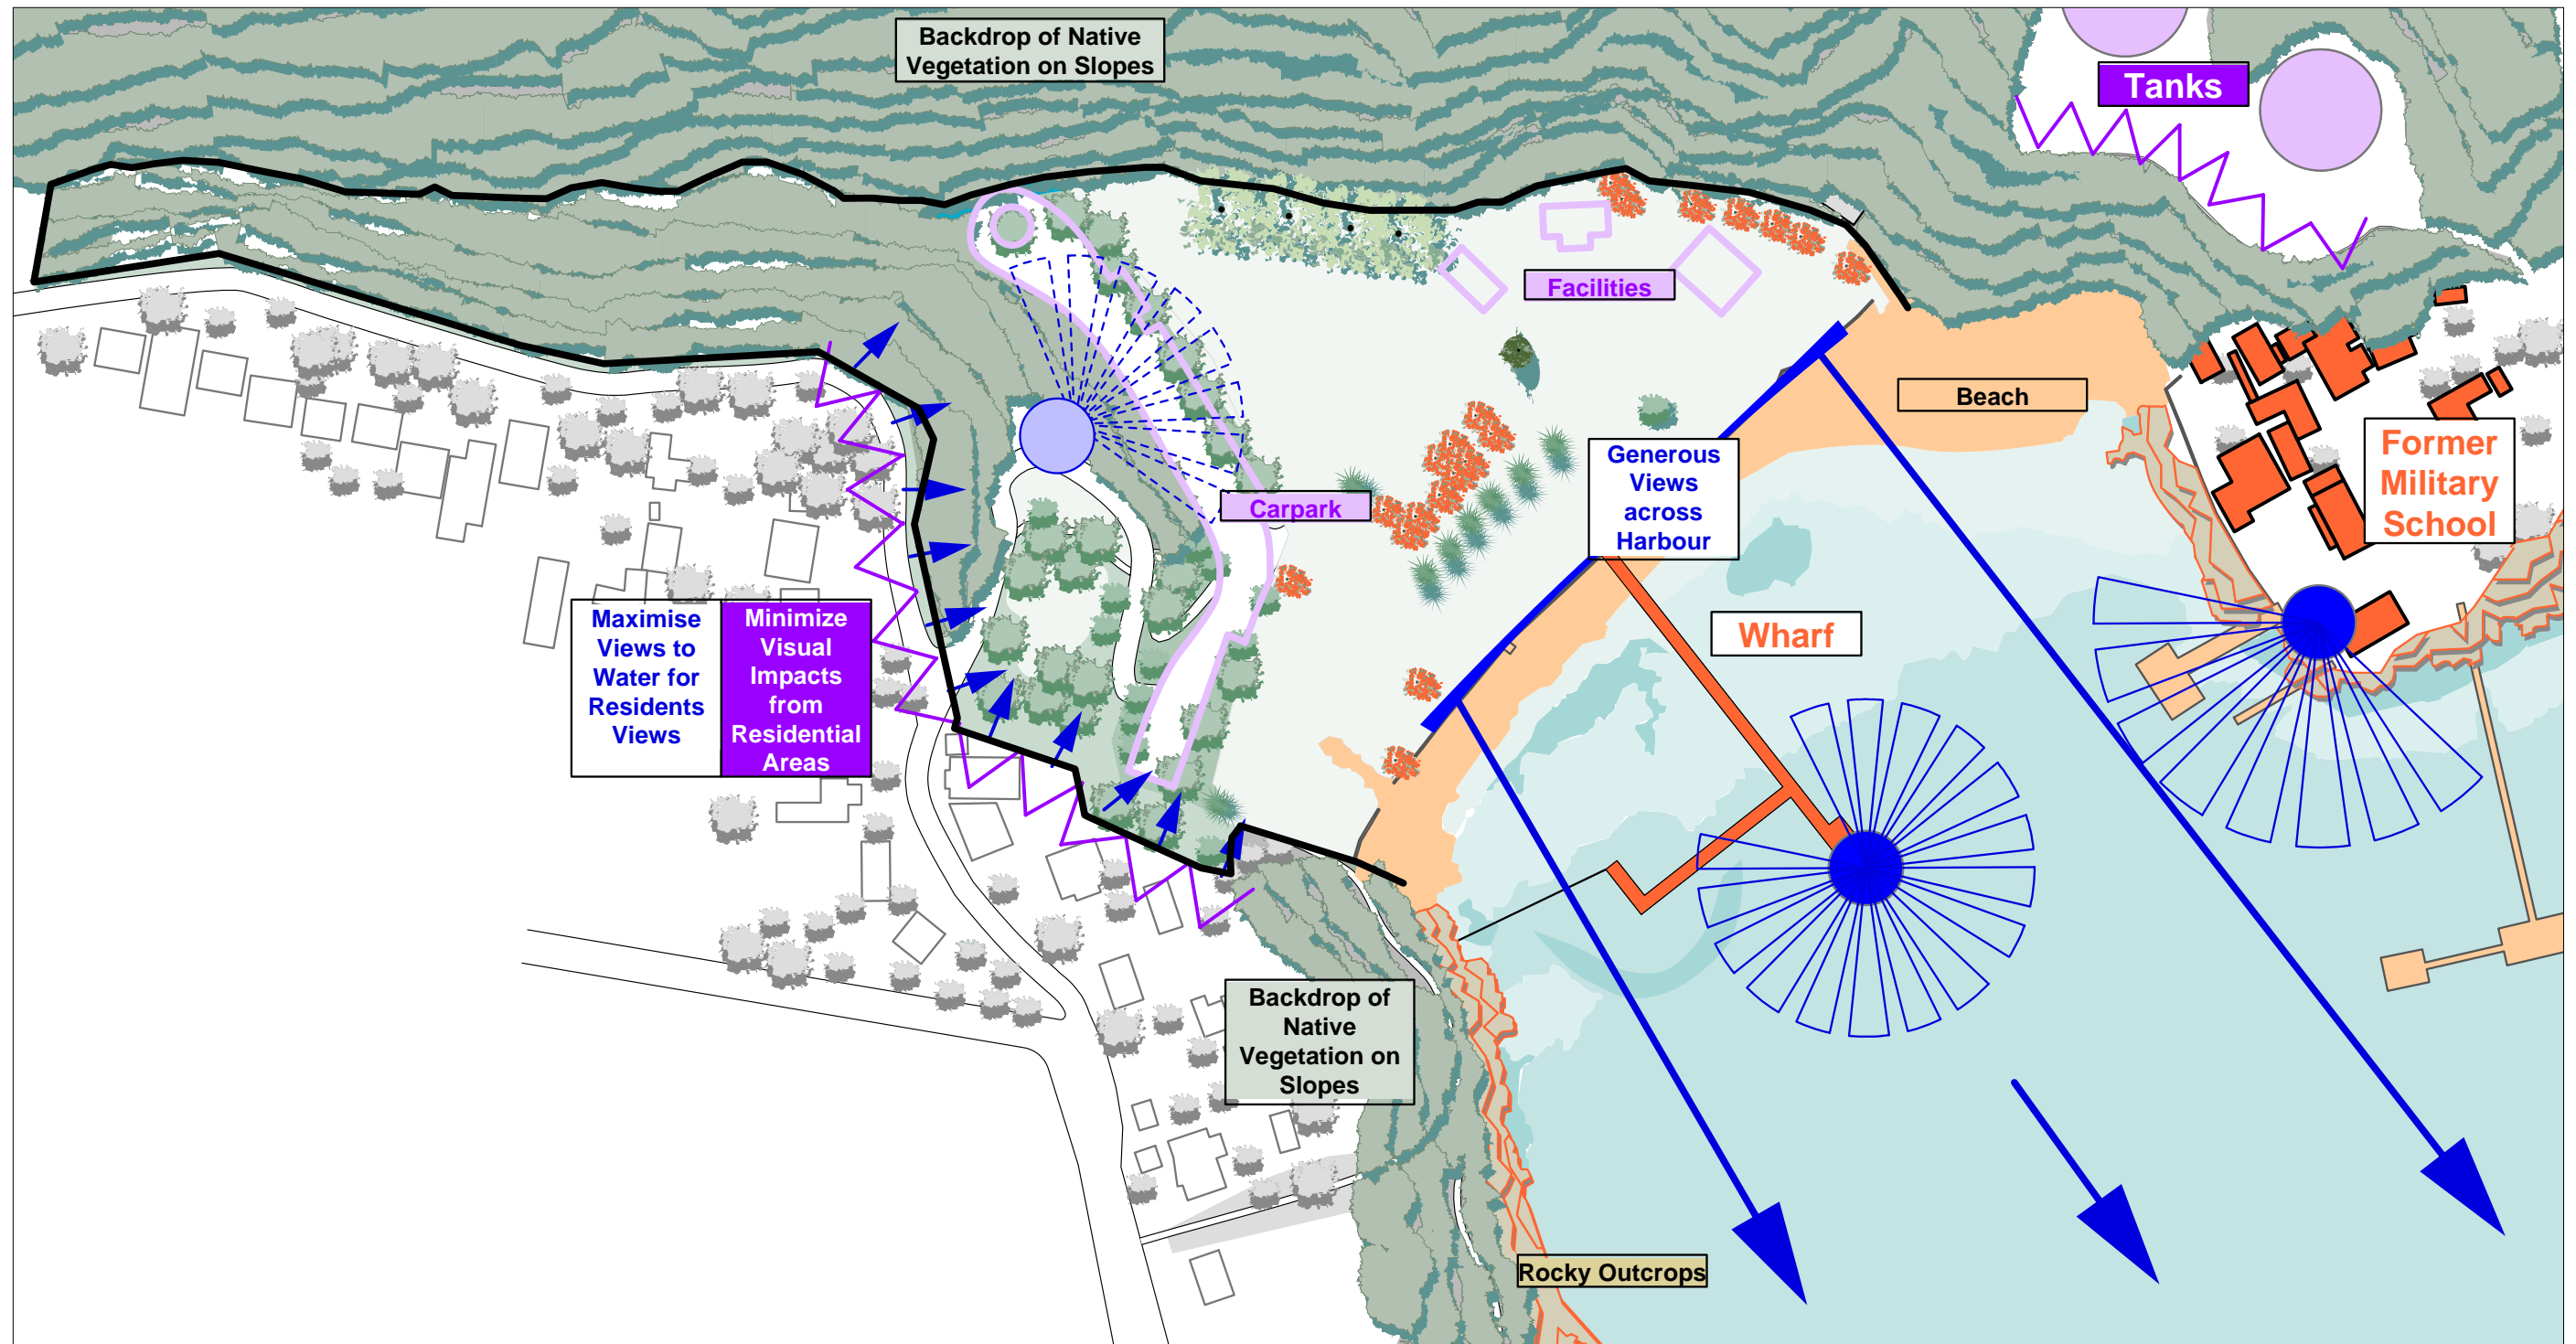 Backdrop of Native
Vegetation on Slopes
Tanks
Facilities
Beach
Former
Military
School
Generous
Views
across
Harbour
Carpark
Wharf
Maximise
Views to
Water for
Residents
Views
Minimize
Visual
Impacts
from
Residential
Areas
Backdrop of
Native
Vegetation on
Slopes
Rocky Outcrops